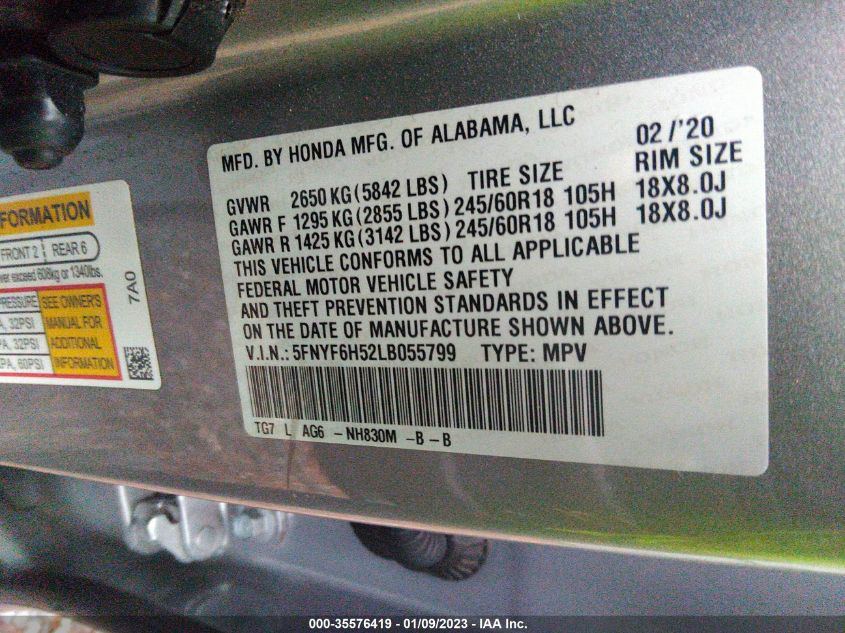 MFD. BY HONDA MFG. OF ALABAMA, LLC 02/'20
GVWR 2650 KG (5842 LBS) TIRE SIZE RIM SIZE
GAWR F 1295 KG (2855 LBS) 245/60R18 105H 18X8.0J
GAWR R 1425 KG (3142 LBS) 245/60R18 105H 18X8.0J
THIS VEHICLE CONFORMS TO ALL APPLICABLE
FEDERAL MOTOR VEHICLE SAFETY
AND THEFT PREVENTION STANDARDS IN EFFECT
ON THE DATE OF MANUFACTURE SHOWN ABOVE.
V.I.N.: 5FNYF6H52LB055799 TYPE: MPV
TG7 L AG6 -NH830M -B-B
FRONT 2 REAR 6
exceed 608kg or 1340lbs.
7A0
SEE OWNER'S
32PSI MANUAL FOR
32PSI ADDITIONAL
60PSI INFORMATION
000-35576419 - 01/09/2023 - IAA Inc.